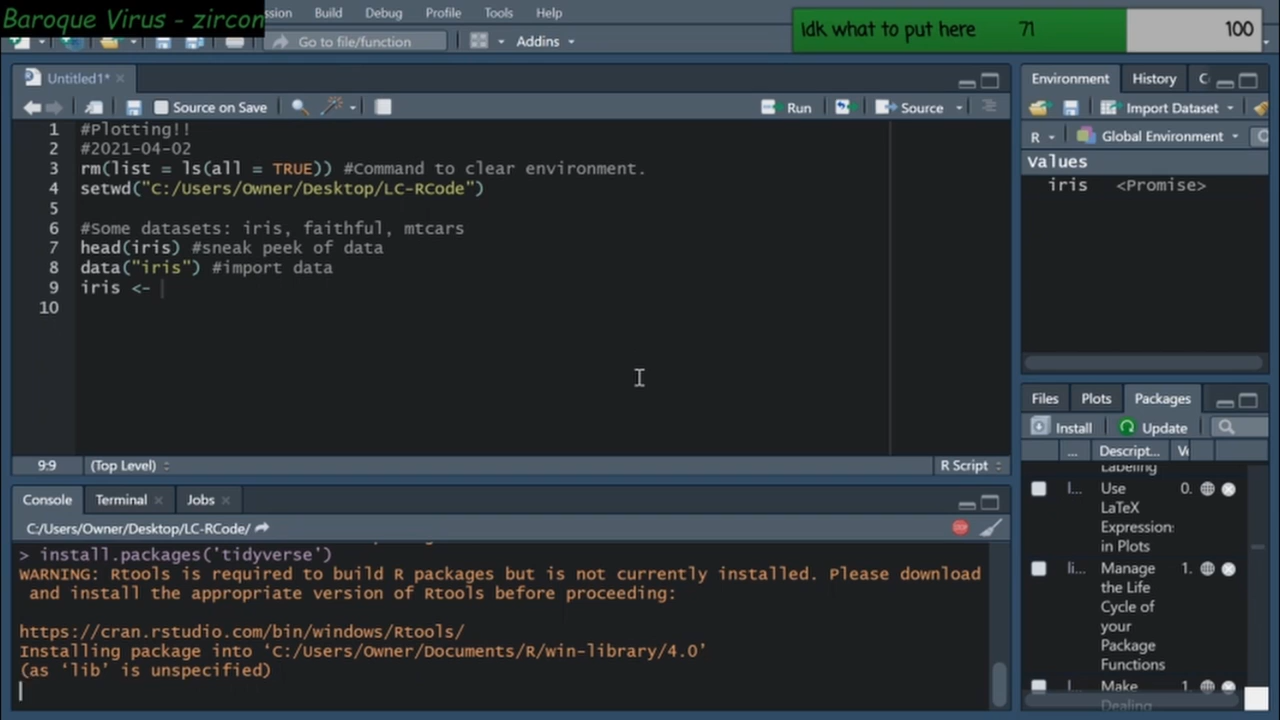 Baroque Virus - zircon
ssion Build Debug Profile Tools Help
Idk what to put here 71 100
Go to file/function Addins
Untitled1*
Source on Save Run Source
1 #Plotting!!
2 #2021-04-02
3 rm(list = ls(all = TRUE)) #Command to clear environment.
4 setwd("C:/Users/Owner/Desktop/LC-RCode")
5
6 #Some datasets: iris, faithful, mtcars
7 head(iris) #sneak peek of data
8 data("iris") #import data
9 iris <-
10
9:9 (Top Level) R Script
Console Terminal Jobs
C:/Users/Owner/Desktop/LC-RCode/
> install.packages('tidyverse')
WARNING: Rtools is required to build R packages but is not currently installed. Please download
and install the appropriate version of Rtools before proceeding:
https://cran.rstudio.com/bin/windows/Rtools/
Installing package into ‘C:/Users/Owner/Documents/R/win-library/4.0’
(as ‘lib’ is unspecified)
Environment History
Import Dataset
R Global Environment
Values
iris <Promise>
Files Plots Packages
Install Update
... Descript...
Labeling
l... Use 0.
LaTeX
Expression
in Plots
li... Manage 1.
the Life
Cycle of
your
Package
Functions
l... Make 1.
Dealing